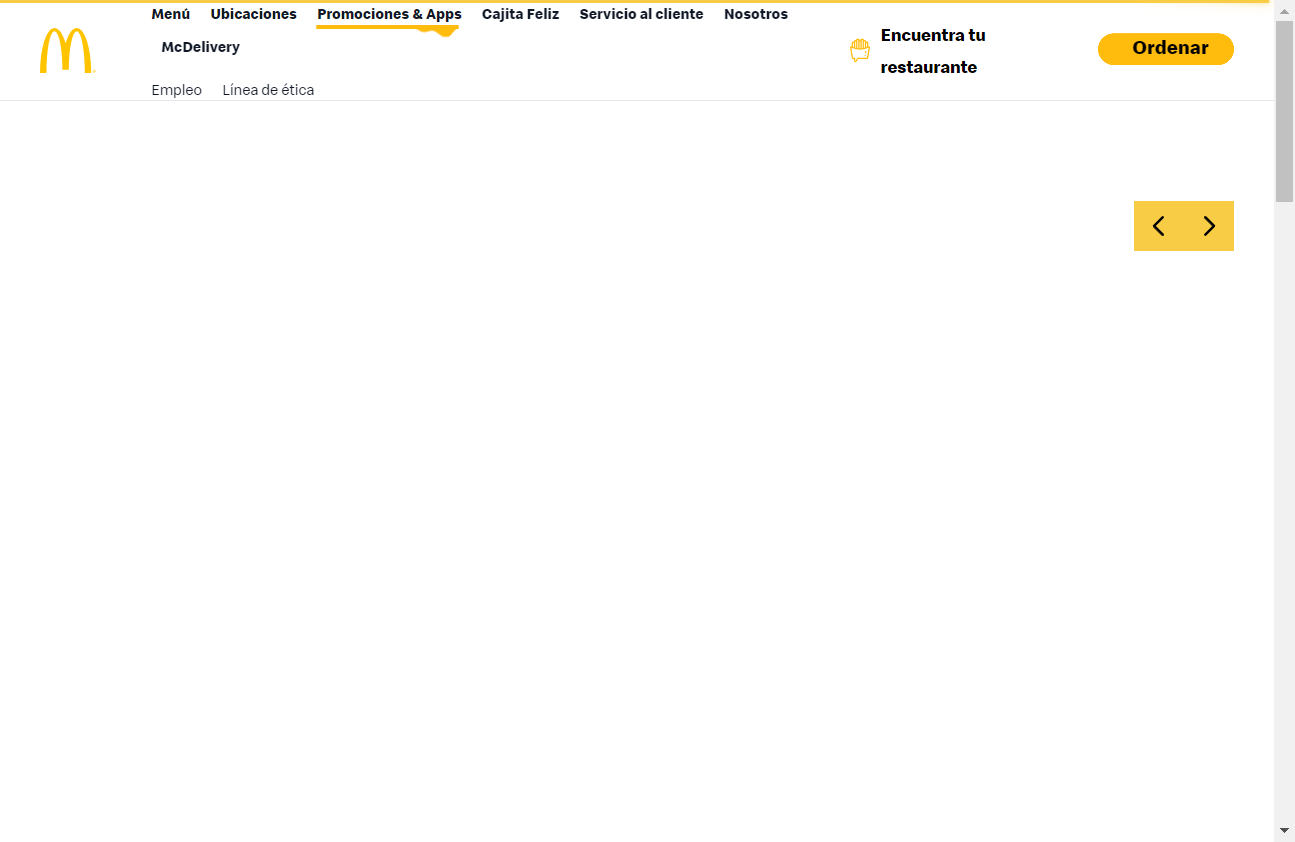 Menú Ubicaciones Promociones & Apps Cajita Feliz Servicio al cliente Nosotros
McDelivery
Encuentra tu
restaurante
Ordenar
Empleo Línea de ética